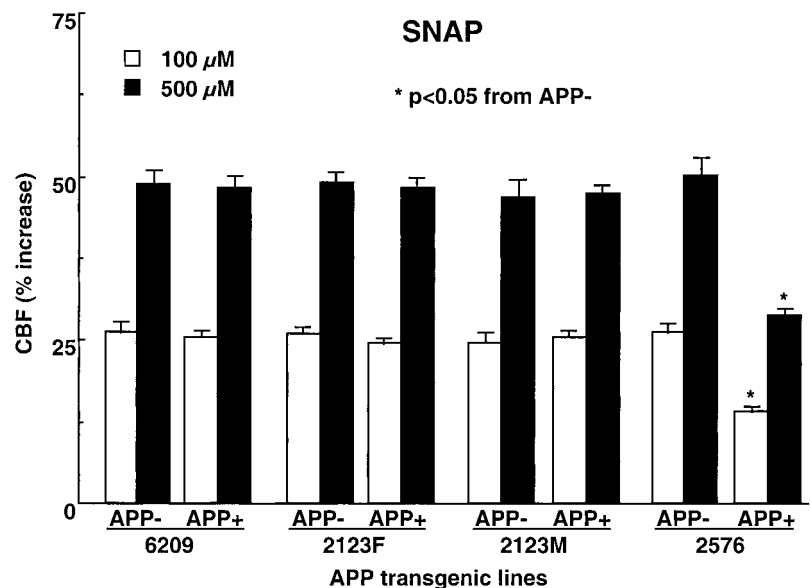 SNAP
100 µM
500 µM
* p<0.05 from APP-
CBF (% increase)
75
50
25
0
*
*
APP- APP+ APP- APP+ APP- APP+ APP- APP+
6209 2123F 2123M 2576
APP transgenic lines